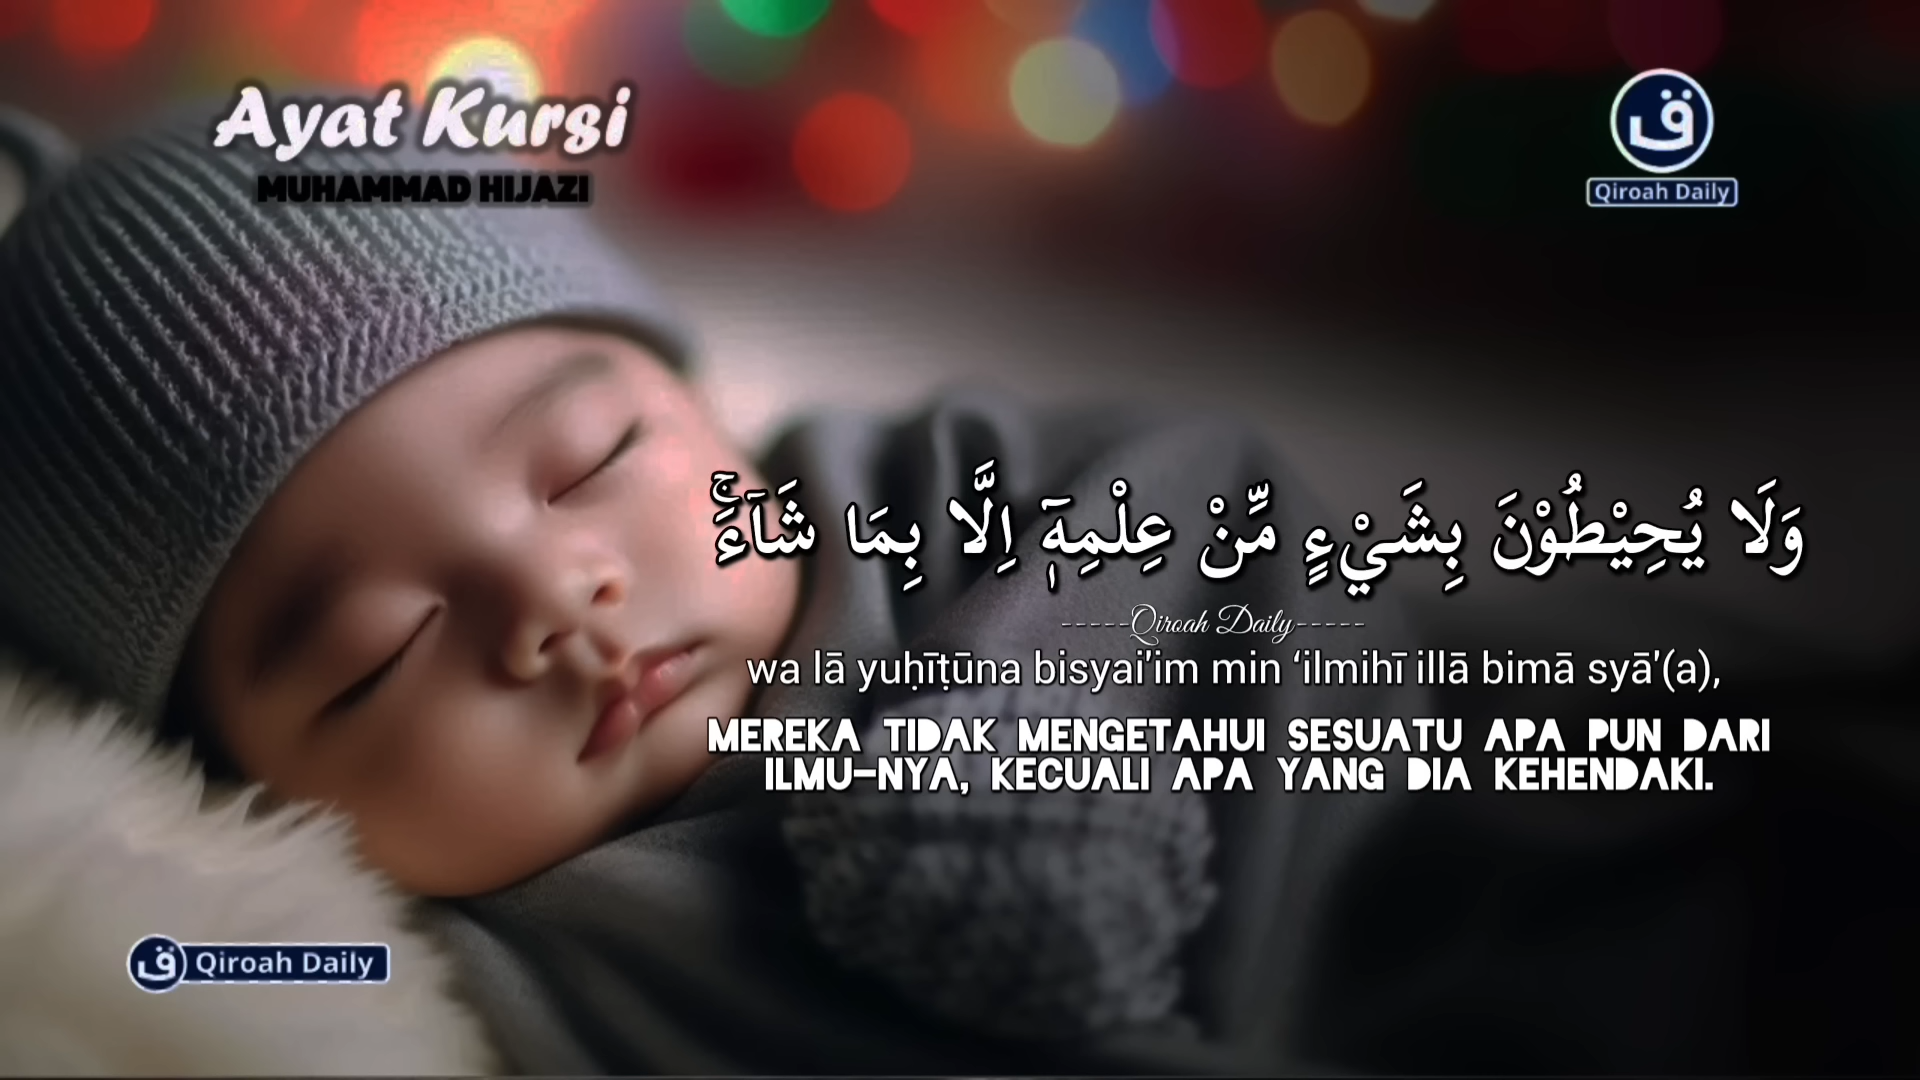 Ayat Kursi
MUHAMMAD HIJAZI
ق
Qiroah Daily
وَلَا يُحِيْطُوْنَ بِشَيْءٍ مِّنْ عِلْمِهٖٓ اِلَّا بِمَا شَاۤءَۚ
-----Qiroah Daily-----
wa lā yuḥīṭūna bisyai'im min ‘ilmihī illā bimā syā'(a),
MEREKA TIDAK MENGETAHUI SESUATU APA PUN DARI
ILMU-NYA, KECUALI APA YANG DIA KEHENDAKI.
ق Qiroah Daily